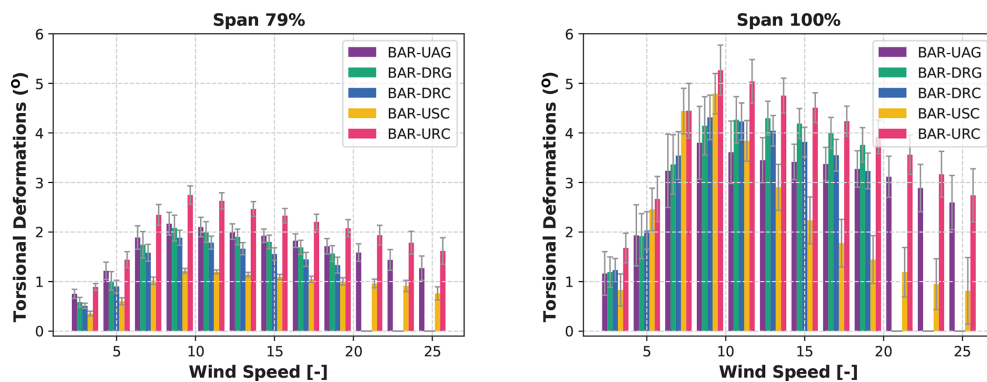 Span 79%
6
5
4
3
2
1
0
Torsional Deformations (°)
BAR-UAG
BAR-DRG
BAR-DRC
BAR-USC
BAR-URC
5
10
15
20
25
Wind Speed [-]
Span 100%
6
5
4
3
2
1
0
Torsional Deformations (°)
BAR-UAG
BAR-DRG
BAR-DRC
BAR-USC
BAR-URC
5
10
15
20
25
Wind Speed [-]